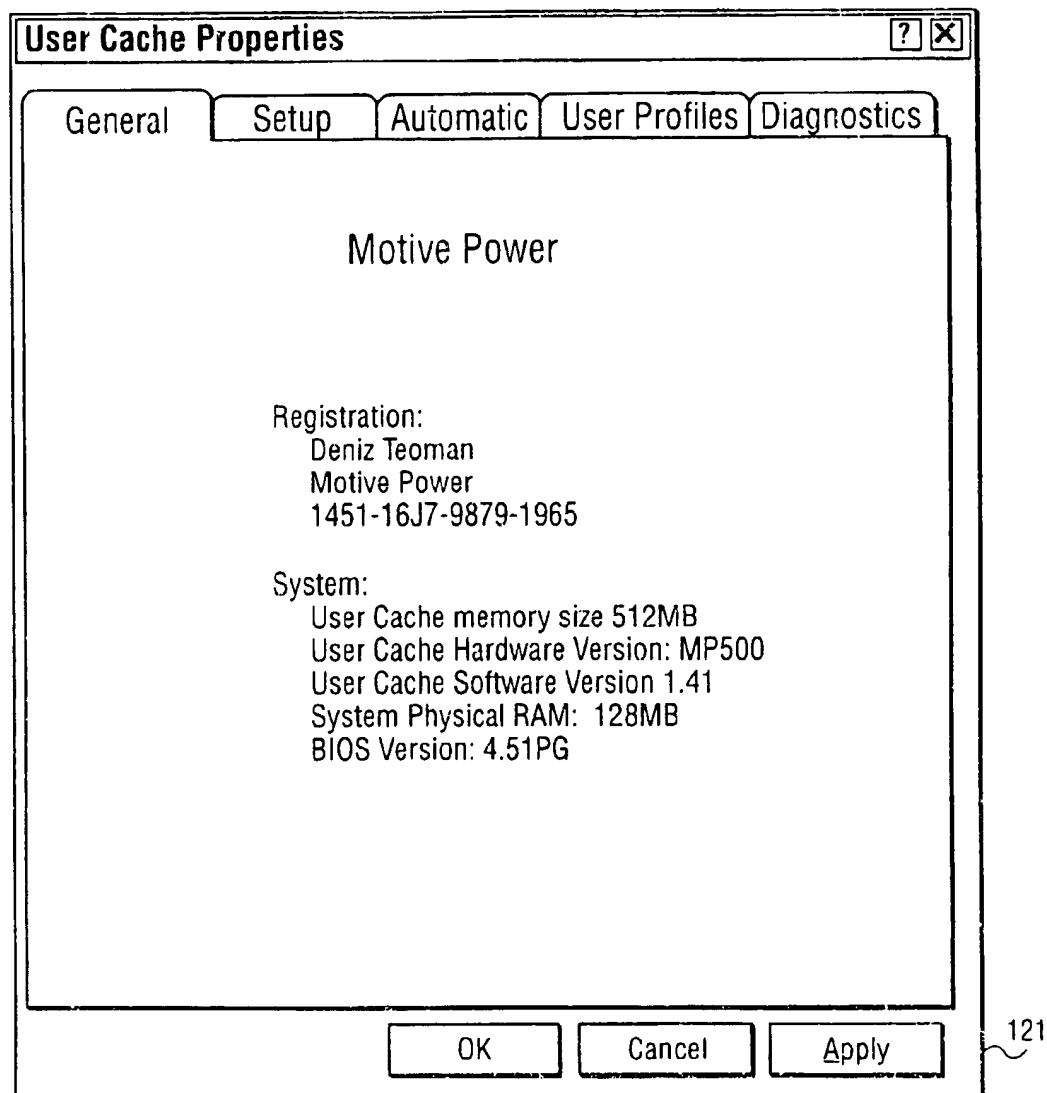 User Cache Properties ? X
General Setup Automatic User Profiles Diagnostics
Motive Power
Registration:
Deniz Teoman
Motive Power
1451-16J7-9879-1965
System:
User Cache memory size 512MB
User Cache Hardware Version: MP500
User Cache Software Version 1.41
System Physical RAM: 128MB
BIOS Version: 4.51PG
OK Cancel Apply
121